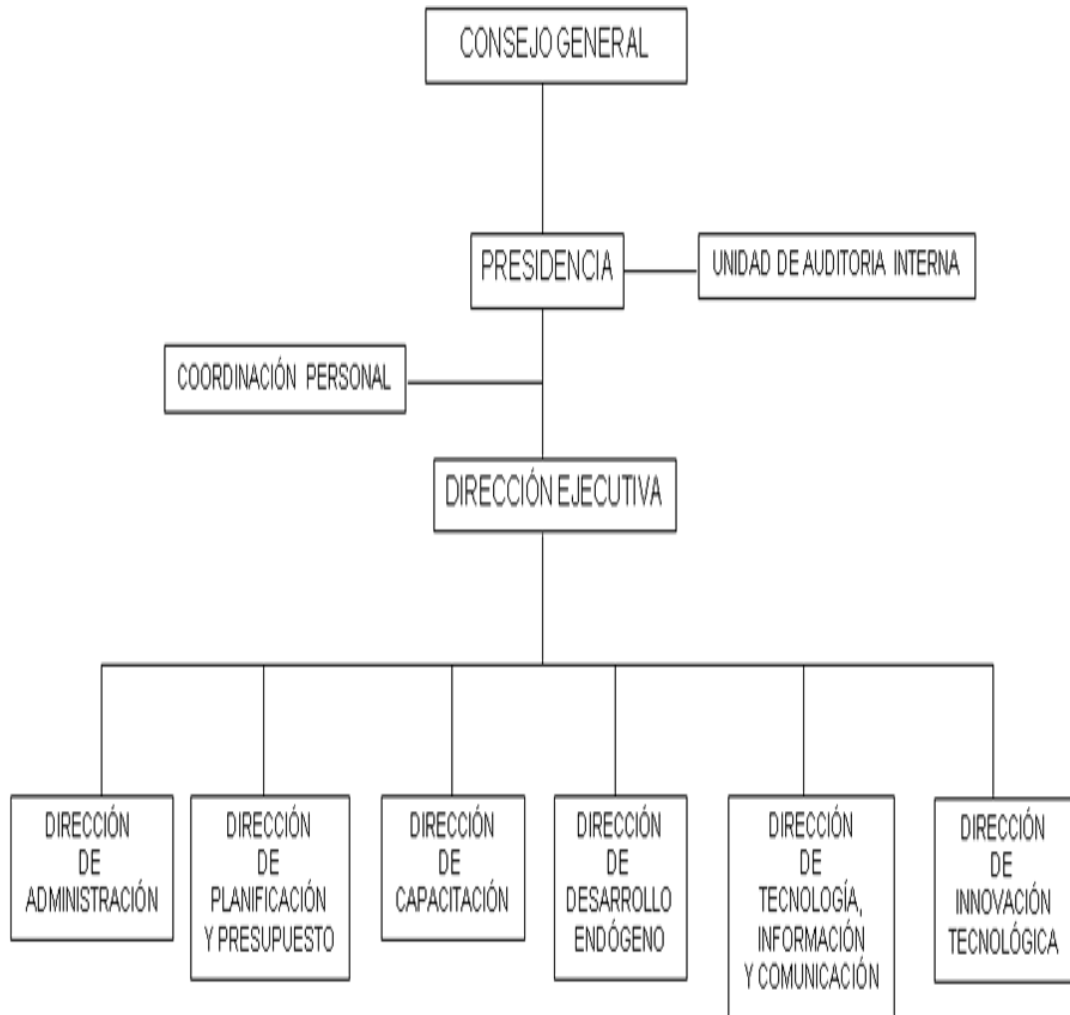 CONSEJO GENERAL
PRESIDENCIA
UNIDAD DE AUDITORIA INTERNA
COORDINACIÓN PERSONAL
DIRECCIÓN EJECUTIVA
DIRECCIÓN
DE
ADMINISTRACIÓN
DIRECCIÓN
DE
PLANIFICACIÓN
Y PRESUPUESTO
DIRECCIÓN
DE
CAPACITACIÓN
DIRECCIÓN
DE
DESARROLLO
ENDÓGENO
DIRECCIÓN
DE
TECNOLOGÍA,
INFORMACIÓN
Y COMUNICACIÓN
DIRECCIÓN
DE
INNOVACIÓN
TECNOLÓGICA